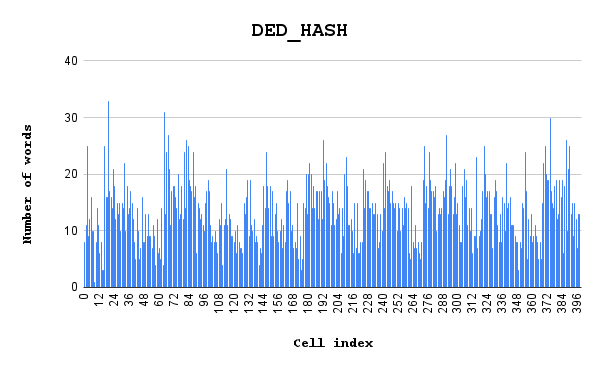 DED_HASH
40
30
20
10
0
Number of words
0 12 24 36 48 60 72 84 96 108 120 132 144 156 168 180 192 204 216 228 240 252 264 276 288 300 312 324 336 348 360 372 384 396
Cell index